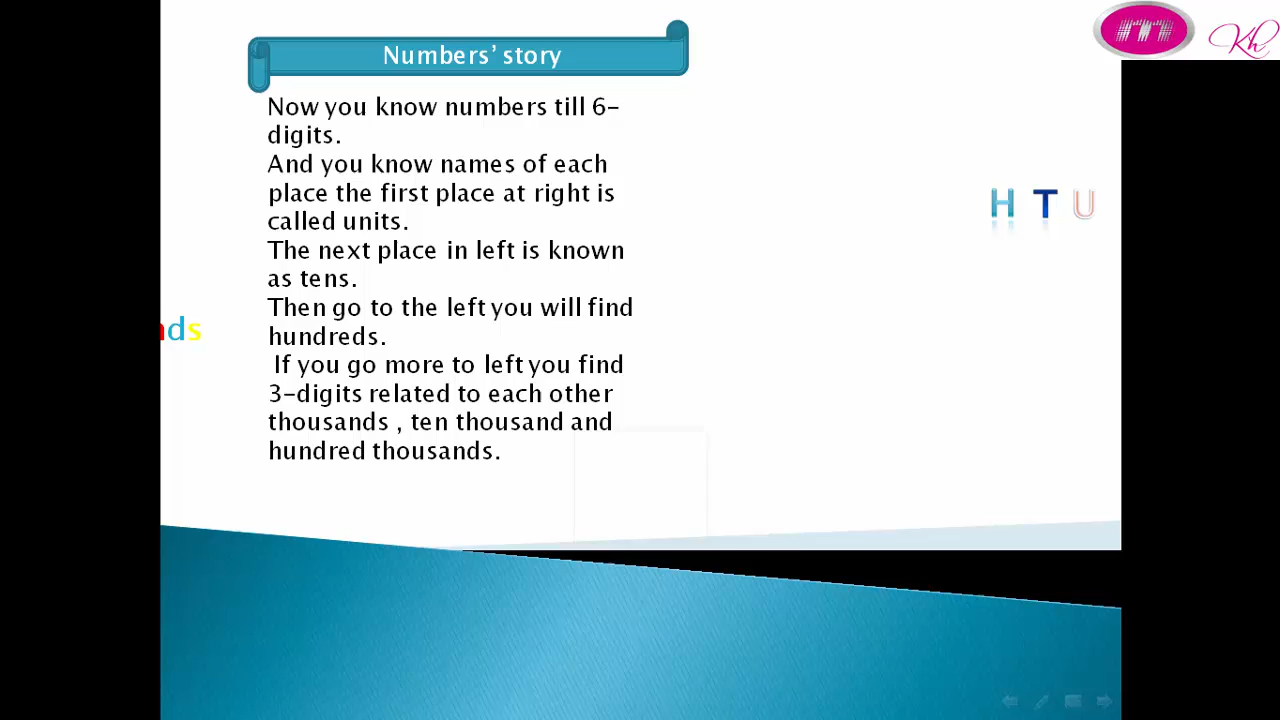 Numbers’ story
Now you know numbers till 6-
digits.
And you know names of each
place the first place at right is
called units.
The next place in left is known
as tens.
Then go to the left you will find
hundreds.
If you go more to left you find
3-digits related to each other
thousands , ten thousand and
hundred thousands.
ds
H T U
m
Kh